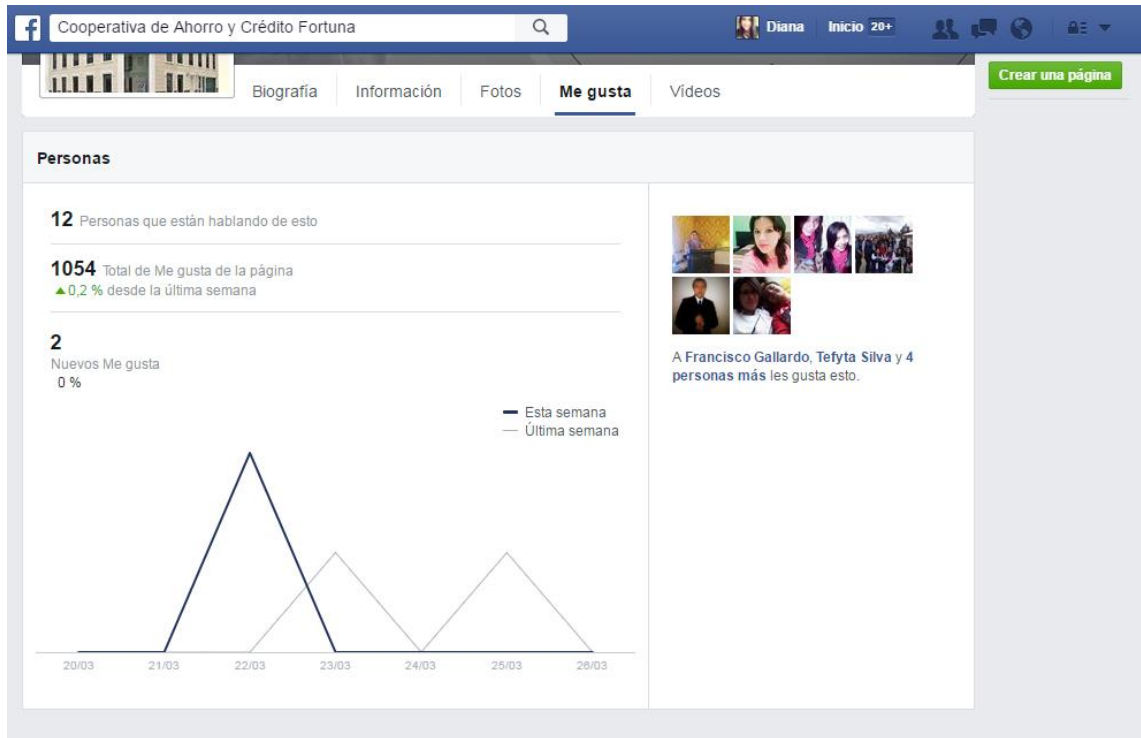 f Cooperativa de Ahorro y Crédito Fortuna Diana Inicio 20+
Biografía Información Fotos Me gusta Vídeos
Crear una página
Personas
12 Personas que están hablando de esto
1054 Total de Me gusta de la página
▲0,2 % desde la última semana
2
Nuevos Me gusta
0 %
Esta semana
Última semana
20/03 21/03 22/03 23/03 24/03 25/03 26/03
A Francisco Gallardo, Tefyta Silva y 4
personas más les gusta esto.